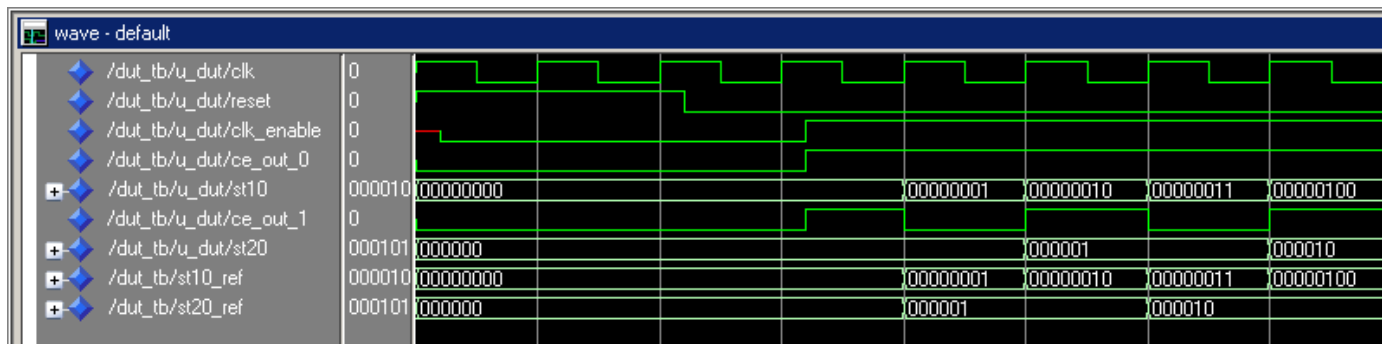 wave - default
/dut_tb/u_dut/clk 0
/dut_tb/u_dut/reset 0
/dut_tb/u_dut/clk_enable 0
/dut_tb/u_dut/ce_out_0 0
/dut_tb/u_dut/st10 000010 00000000 00000001 00000010 00000011 00000100
/dut_tb/u_dut/ce_out_1 0
/dut_tb/u_dut/st20 000101 000000 000001 000010
/dut_tb/st10_ref 000010 00000000 00000001 00000010 00000011 00000100
/dut_tb/st20_ref 000101 000000 000001 000010